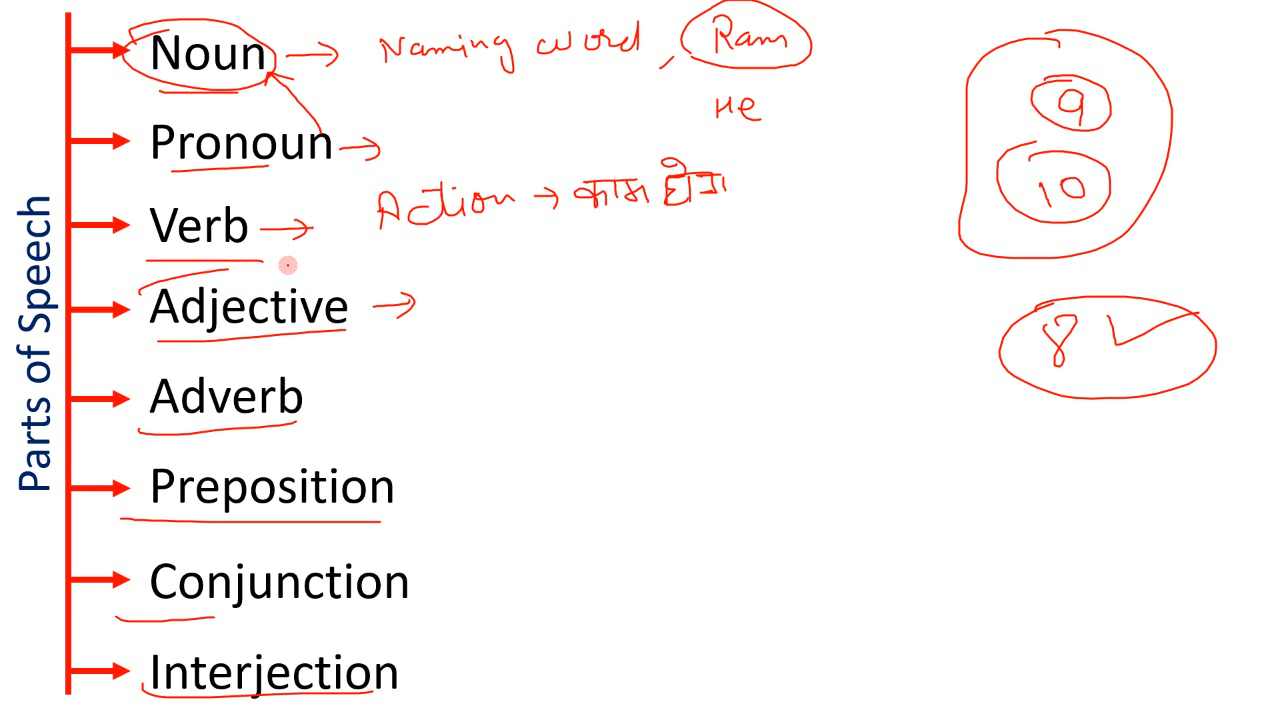 Parts of Speech
Noun → Naming word, Ram
He
Pronoun →
Verb → Action → काम होना
Adjective →
Adverb
Preposition
Conjunction
Interjection
9
10
8 ✓